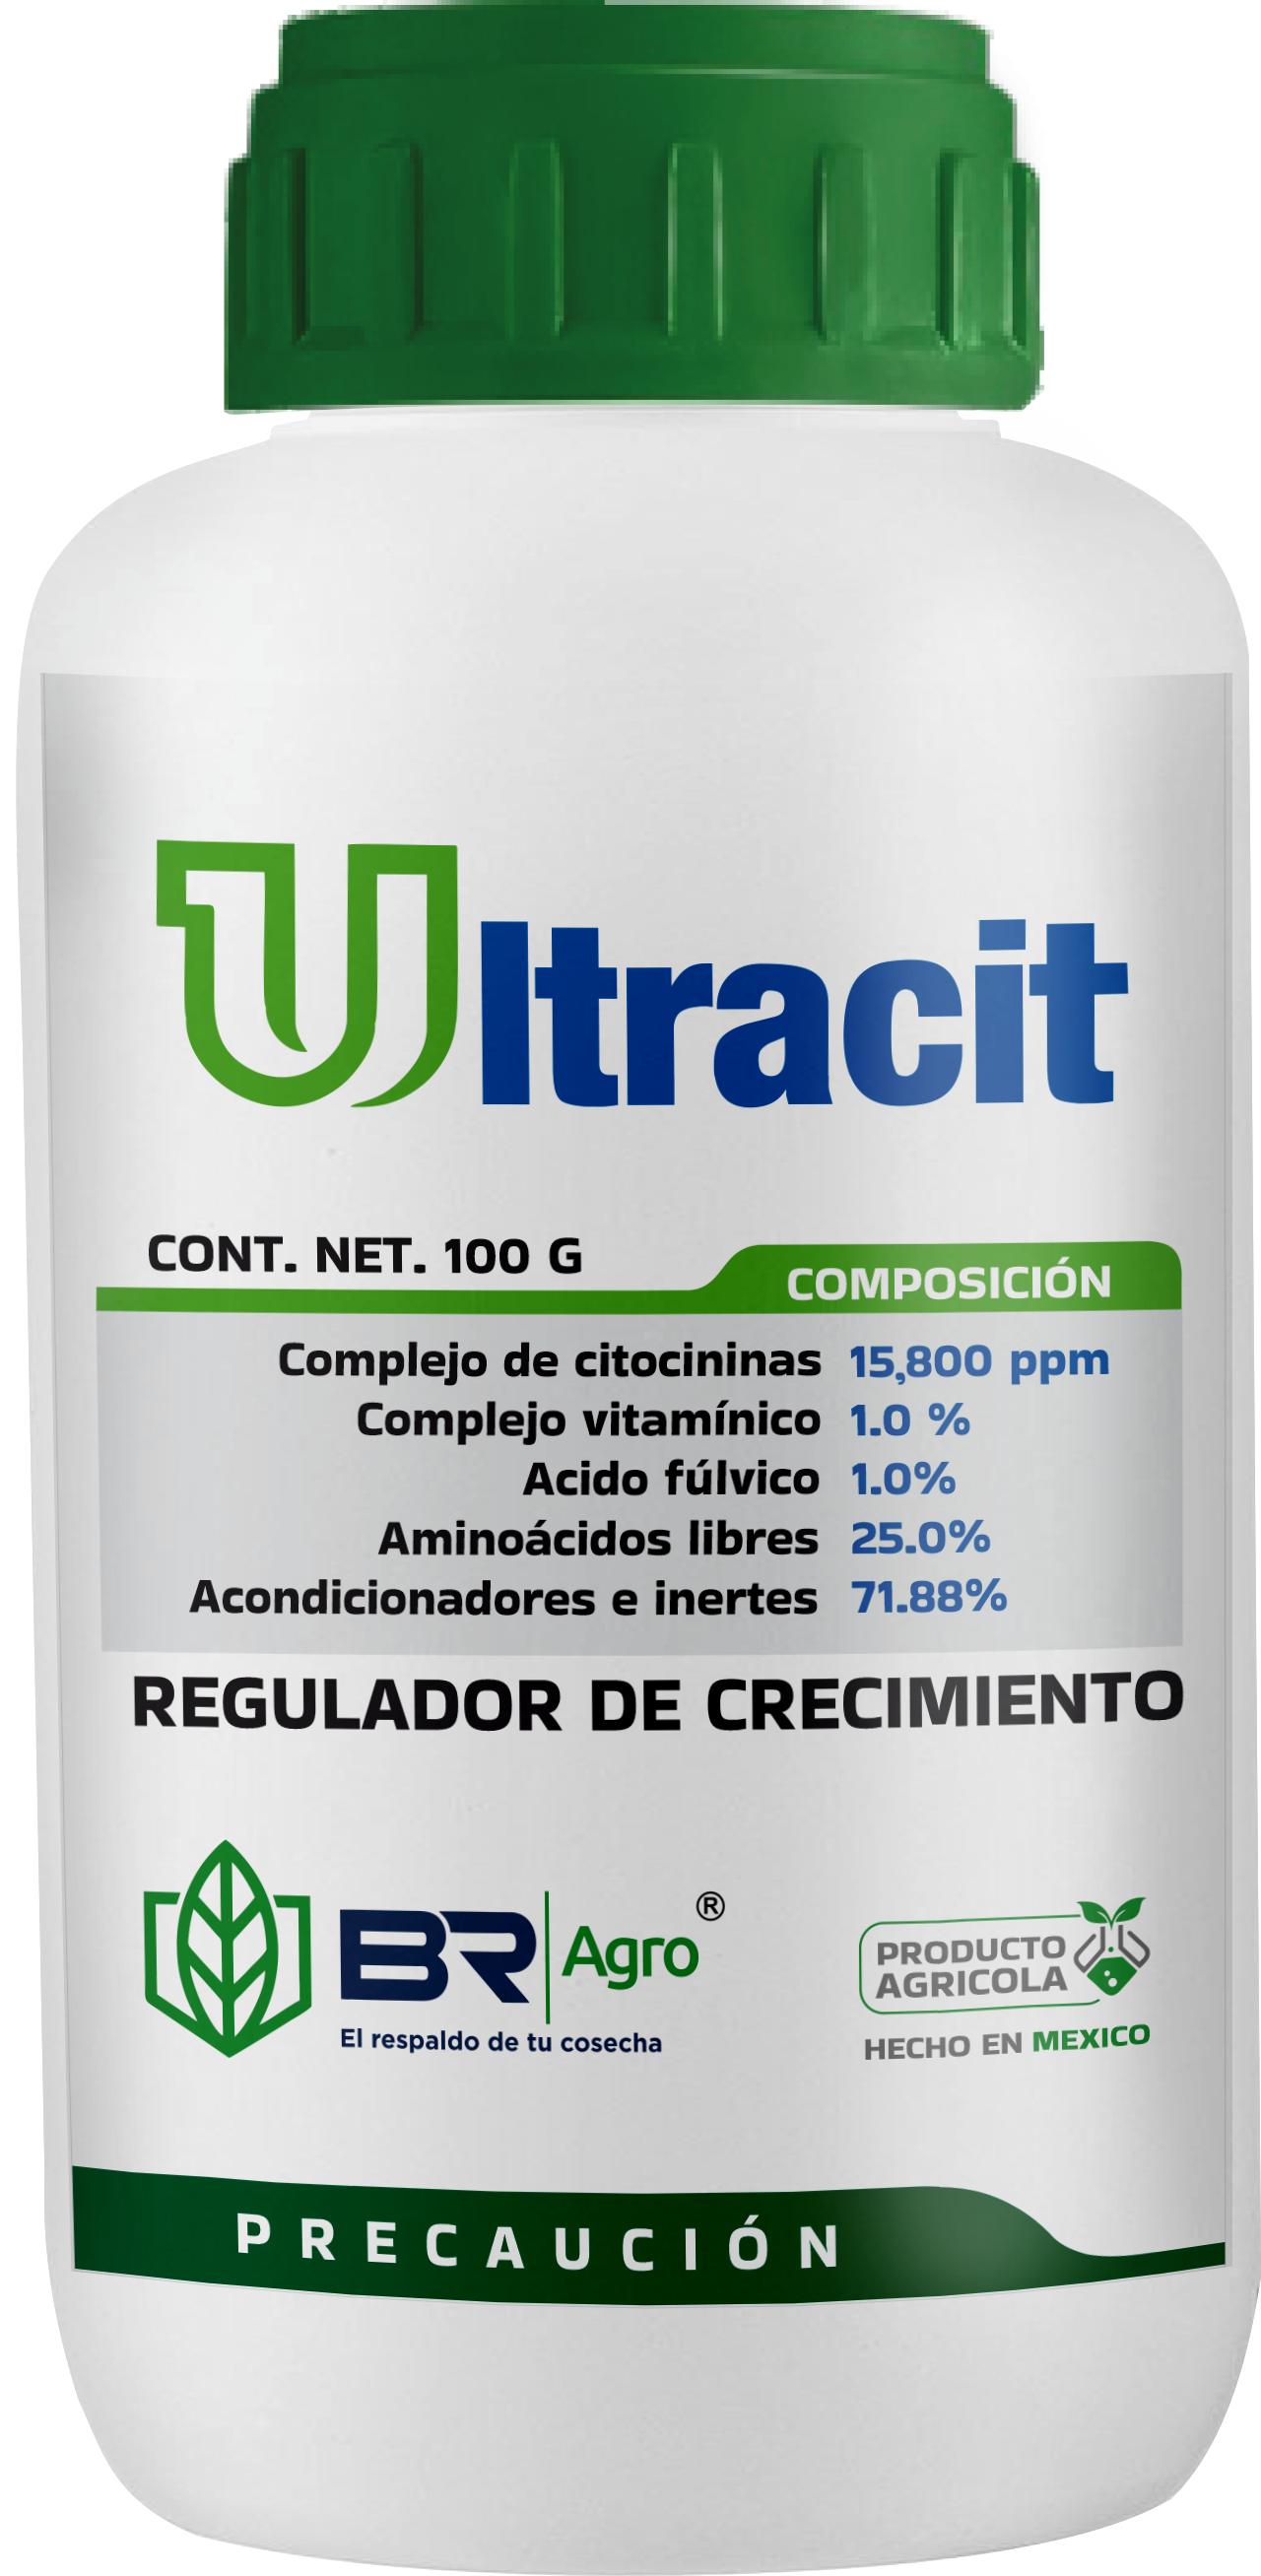 Ultracit
CONT. NET. 100 G
COMPOSICIÓN
Complejo de citocininas 15,800 ppm
Complejo vitamínico 1.0 %
Acido fúlvico 1.0%
Aminoácidos libres 25.0%
Acondicionadores e inertes 71.88%
REGULADOR DE CRECIMIENTO
BR Agro ®
El respaldo de tu cosecha
PRODUCTO
AGRICOLA
HECHO EN MEXICO
PRECAUCIÓN